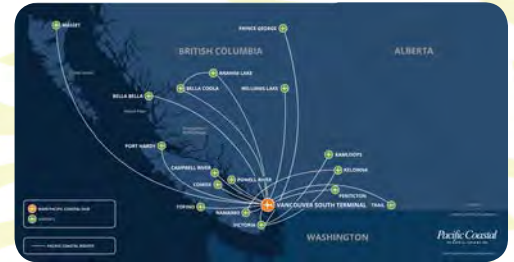 MASSET
PRINCE GEORGE
BRITISH COLUMBIA
ALBERTA
ANAHIM LAKE
BELLA COOLA
WILLIAMS LAKE
BELLA BELLA
PORT HARDY
KAMLOOPS
CAMPBELL RIVER
KELOWNA
POWELL RIVER
COMOX
PENTICTON
TOFINO
VANCOUVER SOUTH TERMINAL
TRAIL
NANAIMO
VICTORIA
WASHINGTON
Pacific Coastal